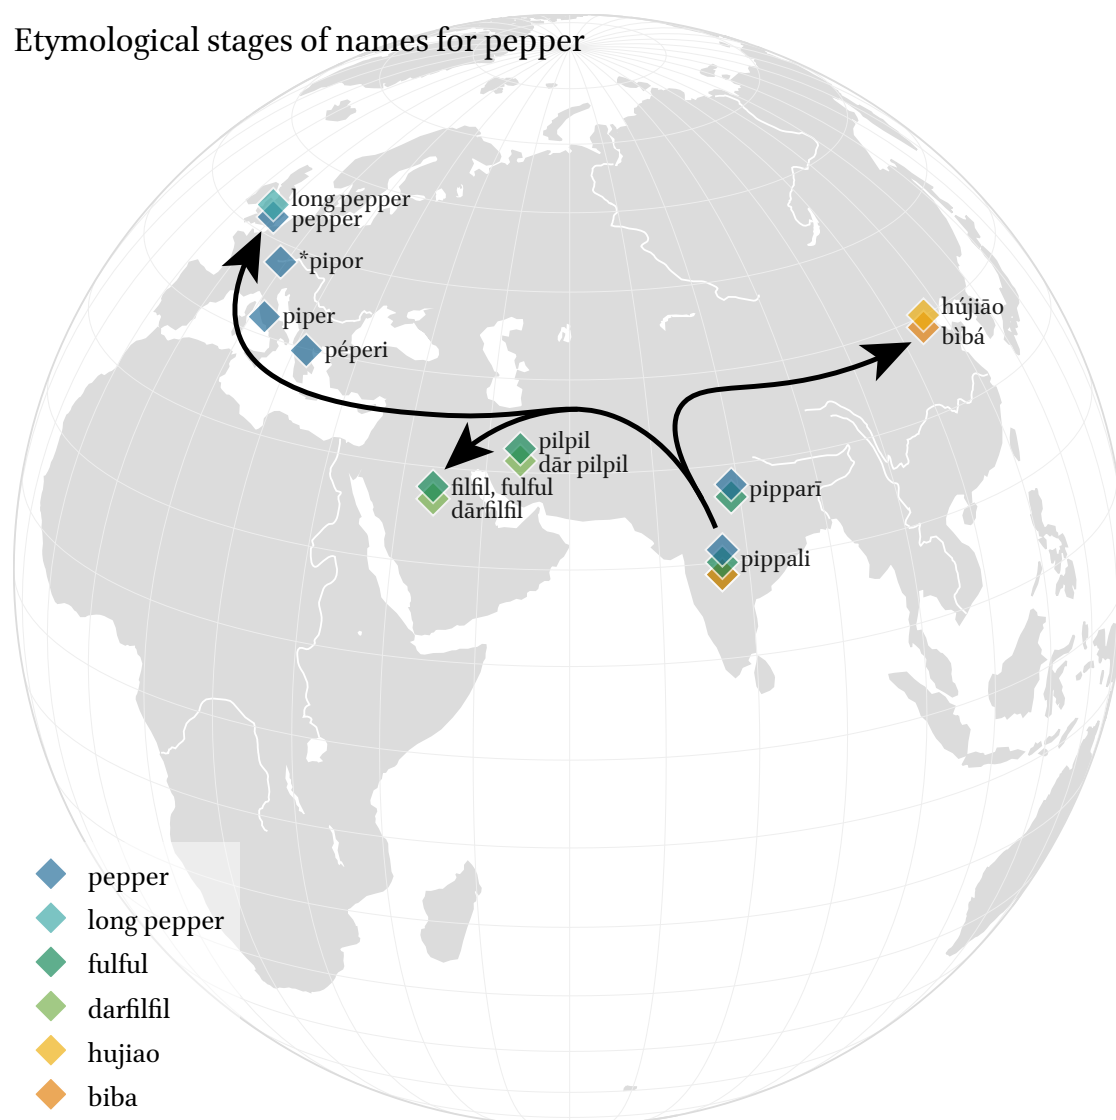 Etymological stages of names for pepper
long pepper
pepper
*pipor
piper
péperi
hújiāo
bìbá
pilpil
dār pilpil
filfil, fulful
dārfilfil
pipparī
pippali
pepper
long pepper
fulful
darfilfil
hujiao
biba